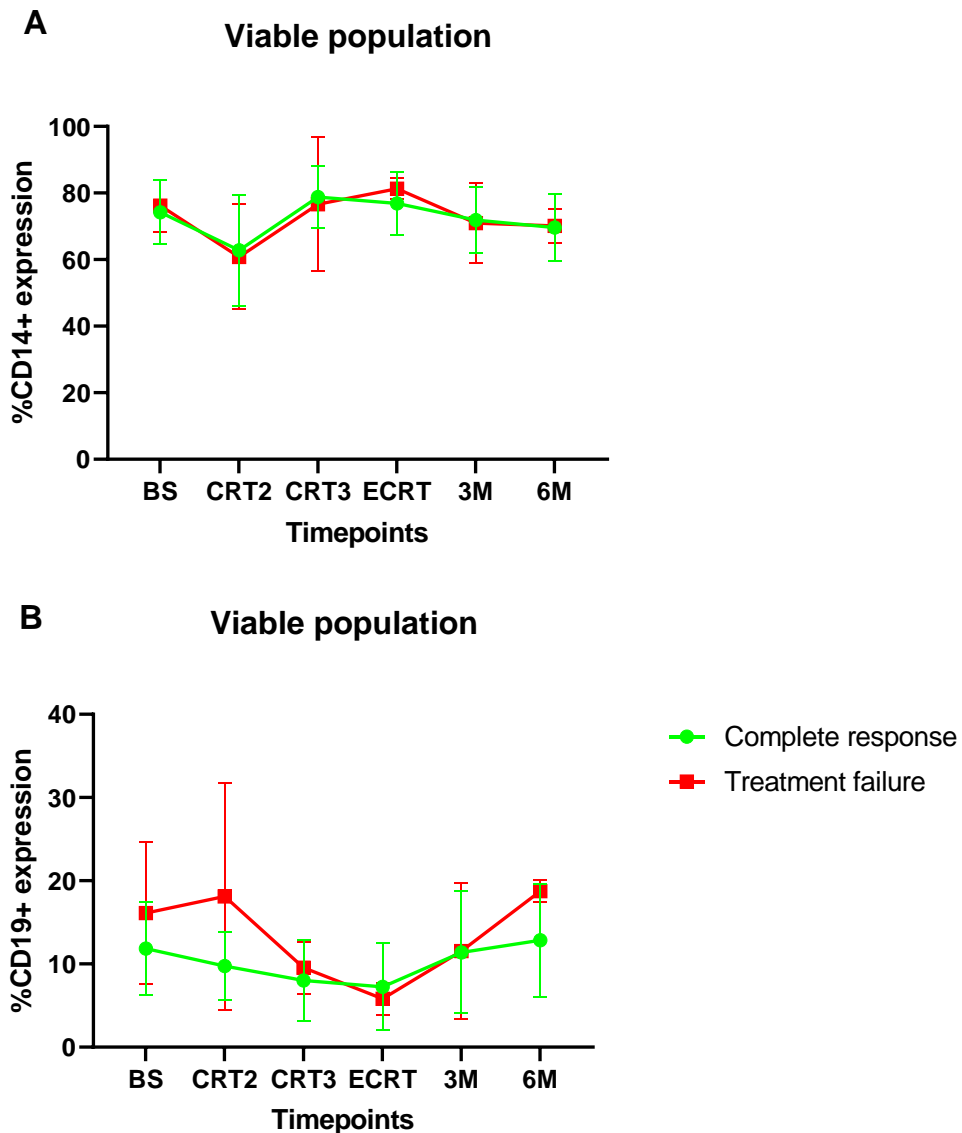 A
Viable population
100
80
60
40
20
0
%CD14+ expression
BS CRT2 CRT3 ECRT 3M 6M
Timepoints
B
Viable population
40
30
20
10
0
%CD19+ expression
BS CRT2 CRT3 ECRT 3M 6M
Timepoints
Complete response
Treatment failure